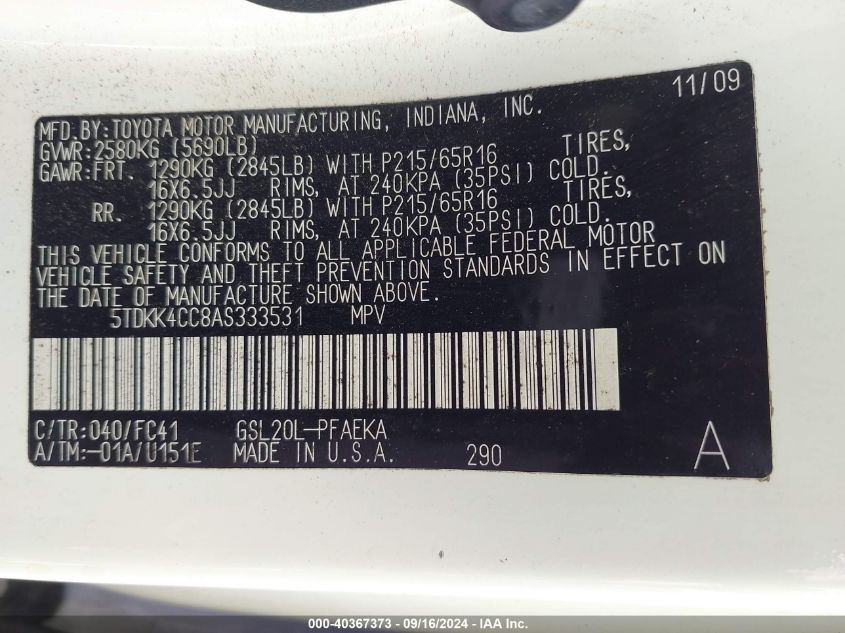 11/09
MFD.BY:TOYOTA MOTOR MANUFACTURING, INDIANA, INC.
GVWR:2580KG (5690LB)
GAWR:FRT. 1290KG (2845LB) WITH P215/65R16 TIRES,
16X6.5JJ RIMS, AT 240KPA (35PSI) COLD.
RR. 1290KG (2845LB) WITH P215/65R16 TIRES,
16X6.5JJ RIMS, AT 240KPA (35PSI) COLD.
THIS VEHICLE CONFORMS TO ALL APPLICABLE FEDERAL MOTOR
VEHICLE SAFETY AND THEFT PREVENTION STANDARDS IN EFFECT ON
THE DATE OF MANUFACTURE SHOWN ABOVE.
5TDKK4CC8AS333531 MPV
C/TR:040/FC41 GSL20L-PFAEKA
A/TM:-01A/U151E MADE IN U.S.A. 290 A
000-40367373 - 09/16/2024 - IAA Inc.